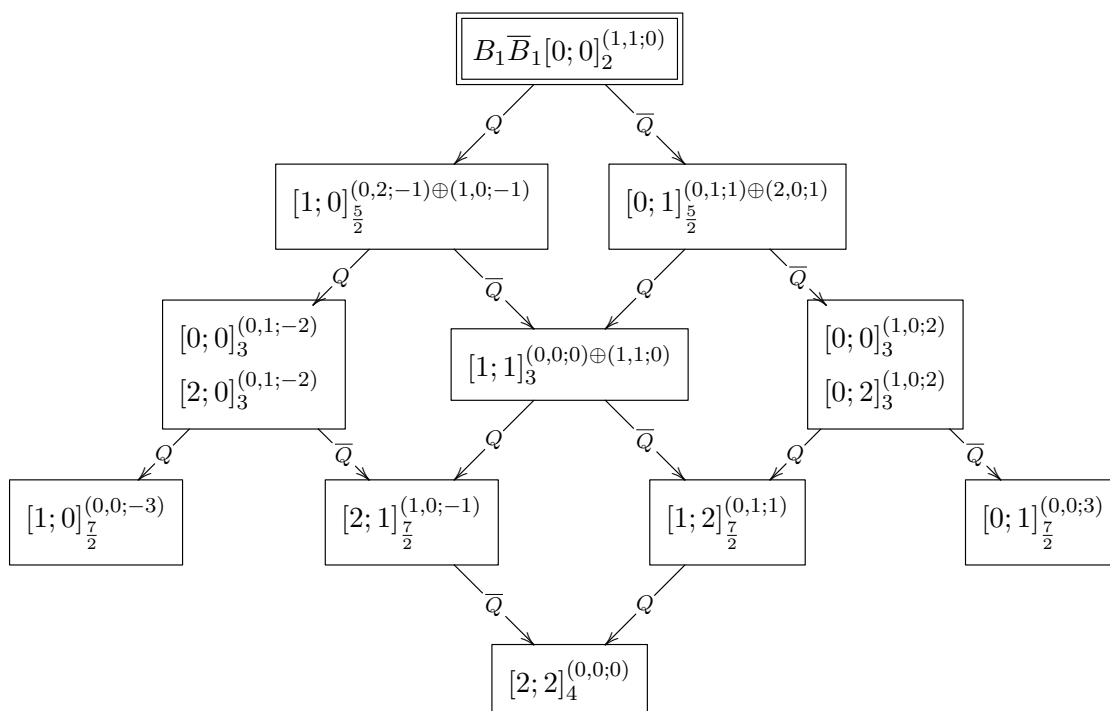 $B_1\overline{B}_1[0;0]_2^{(1,1;0)}$
$Q$ $\overline{Q}$
$[1;0]_{\frac{5}{2}}^{(0,2;-1)\oplus(1,0;-1)}$ $[0;1]_{\frac{5}{2}}^{(0,1;1)\oplus(2,0;1)}$
$Q$ $\overline{Q}$ $Q$ $\overline{Q}$
$[0;0]_3^{(0,1;-2)}$ $[0;0]_3^{(1,0;2)}$
$[1;1]_3^{(0,0;0)\oplus(1,1;0)}$
$[2;0]_3^{(0,1;-2)}$ $[0;2]_3^{(1,0;2)}$
$Q$ $\overline{Q}$ $Q$ $\overline{Q}$ $Q$ $\overline{Q}$
$[1;0]_{\frac{7}{2}}^{(0,0;-3)}$ $[2;1]_{\frac{7}{2}}^{(1,0;-1)}$ $[1;2]_{\frac{7}{2}}^{(0,1;1)}$ $[0;1]_{\frac{7}{2}}^{(0,0;3)}$
$\overline{Q}$ $Q$
$[2;2]_4^{(0,0;0)}$